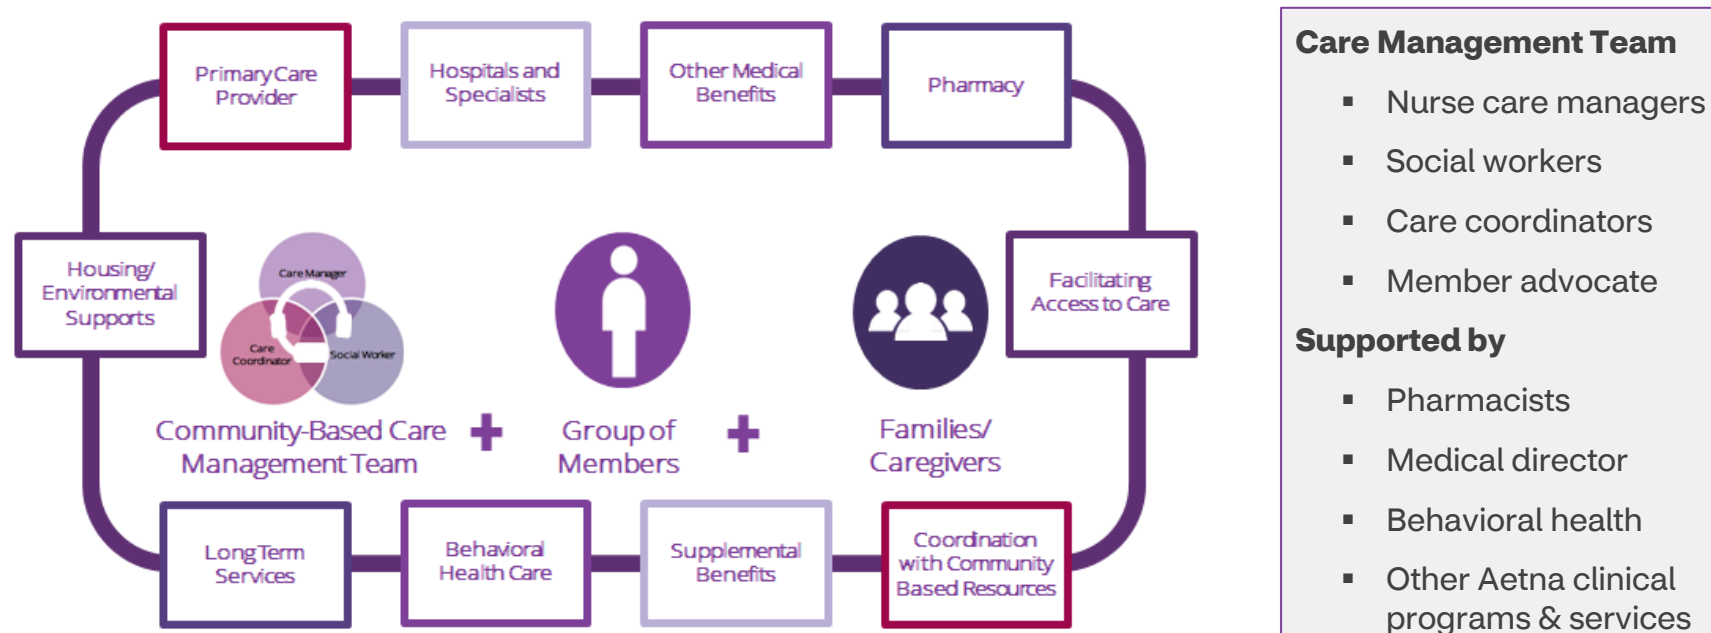 Primary Care
Provider
Hospitals and
Specialists
Other Medical
Benefits
Pharmacy
Housing/
Environmental
Supports
Care Manager
Care
Coordinator
Social Worker
Facilitating
Access to Care
Community-Based Care
Management Team
+
Group of
Members
+
Families/
Caregivers
Long Term
Services
Behavioral
Health Care
Supplemental
Benefits
Coordination
with Community
Based Resources
Care Management Team
▪ Nurse care managers
▪ Social workers
▪ Care coordinators
▪ Member advocate
Supported by
▪ Pharmacists
▪ Medical director
▪ Behavioral health
▪ Other Aetna clinical
programs & services